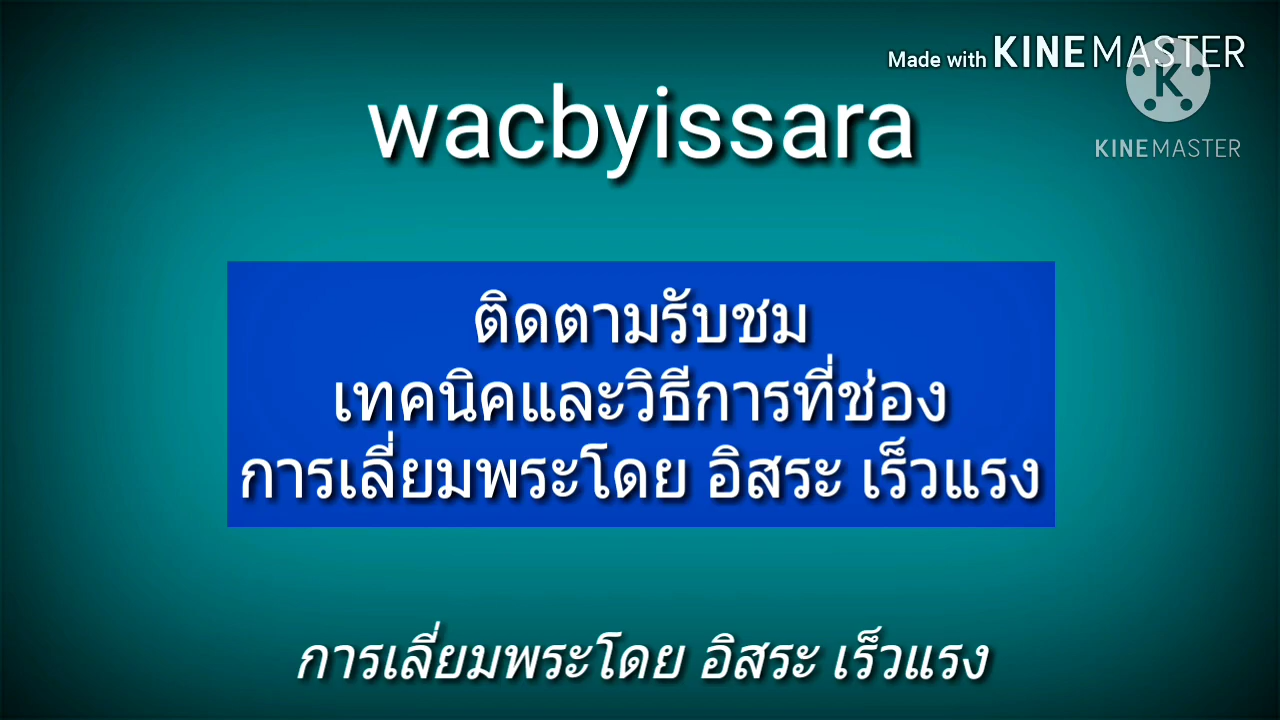 Made with KINEMASTER
K
KINEMASTER
wacbyissara
ติดตามรับชม
เทคนิคและวิธีการที่ช่อง
การเลี่ยมพระโดย อิสระ เร็วแรง
การเลี่ยมพระโดย อิสระ เร็วแรง